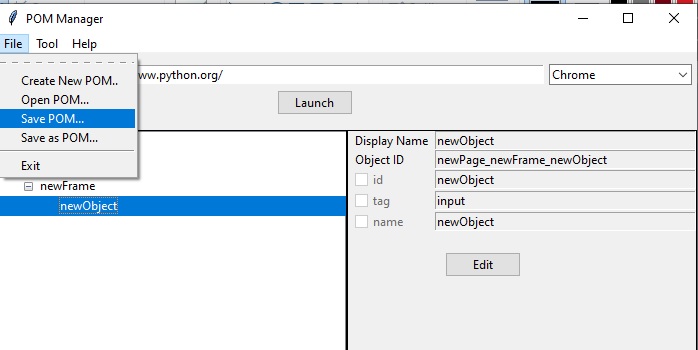 POM Manager
File Tool Help
ww.python.org/ Chrome
Create New POM..
Open POM...
Save POM...
Save as POM...
Exit
Launch
newFrame
newObject
Display Name newObject
Object ID newPage_newFrame_newObject
id newObject
tag input
name newObject
Edit